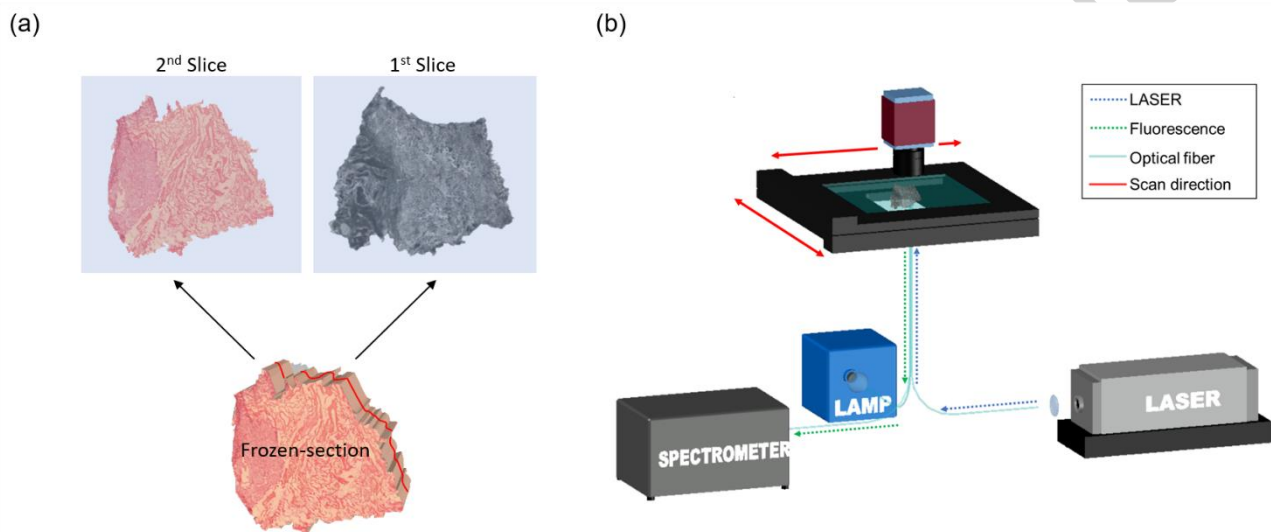 (a)
2nd Slice
1st Slice
Frozen-section
(b)
LASER
Fluorescence
Optical fiber
Scan direction
LAMP
SPECTROMETER
LASER